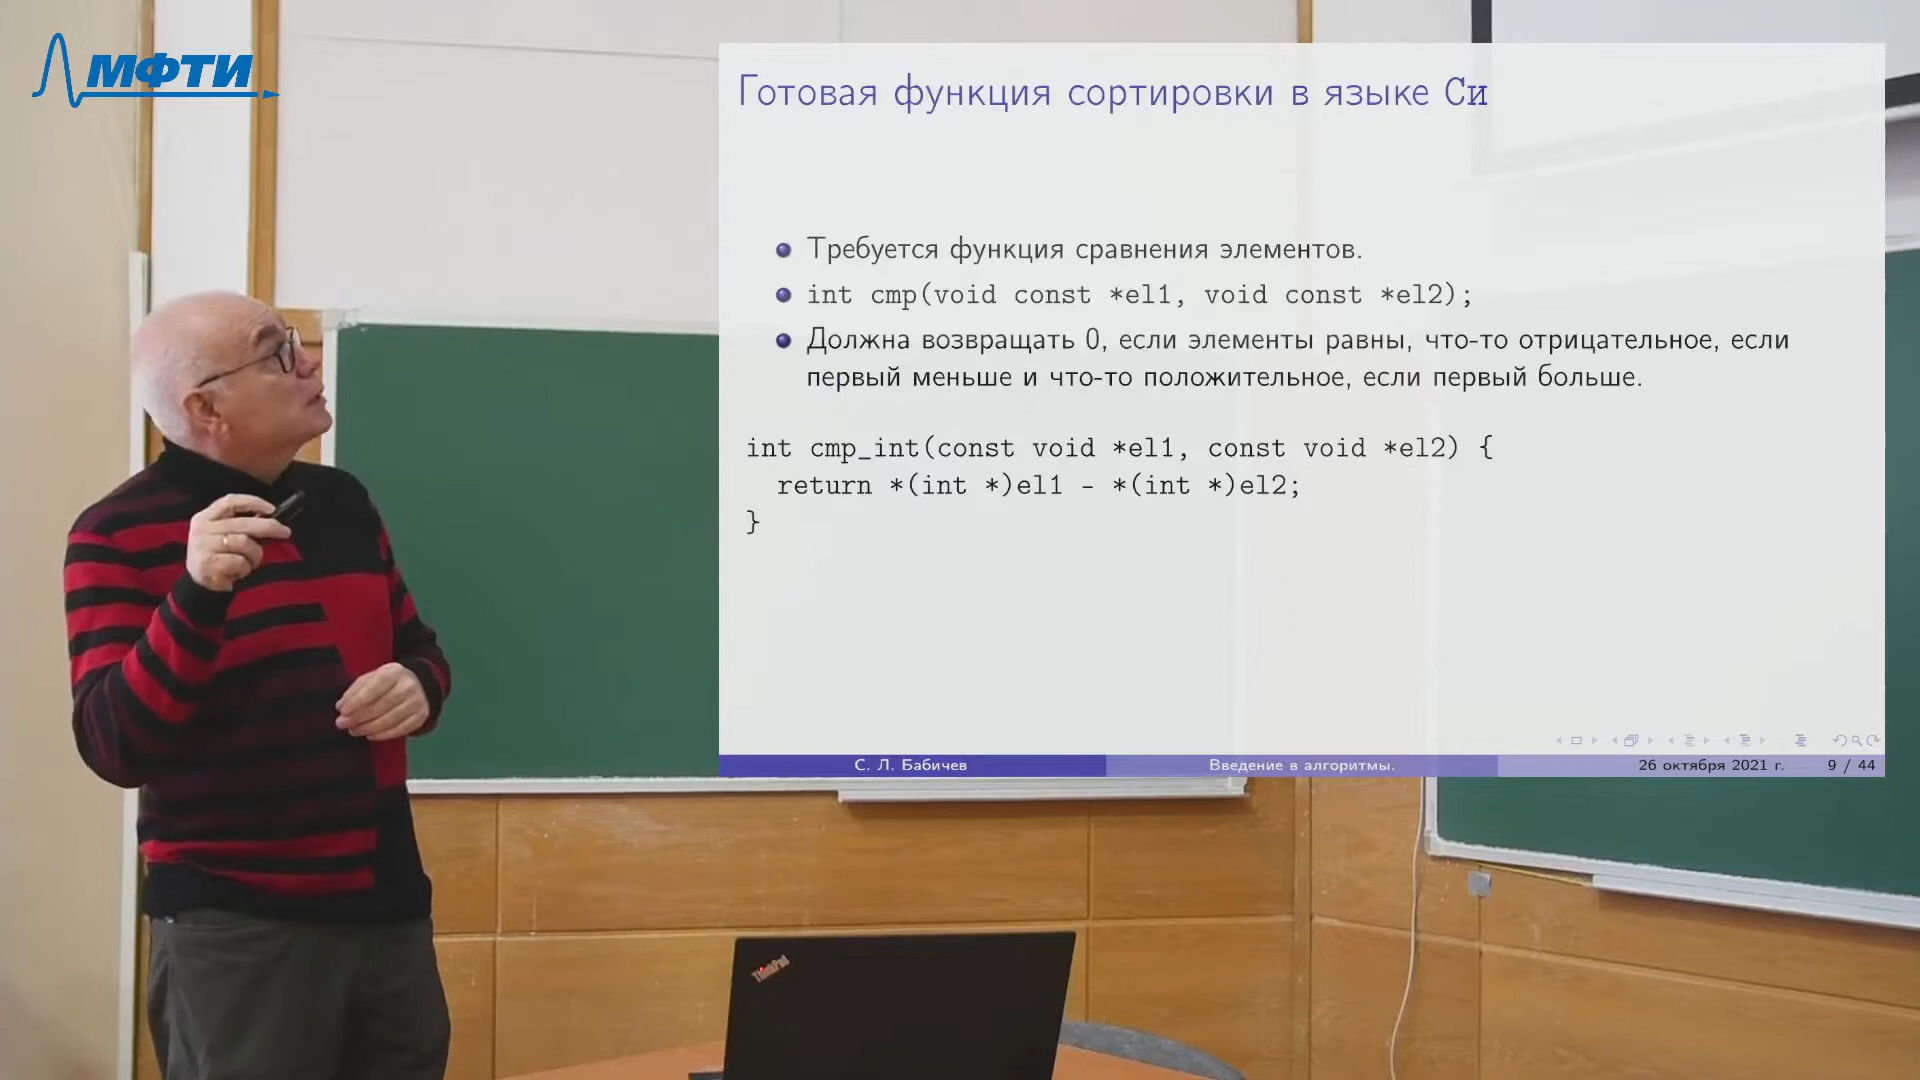 МФТИ
Готовая функция сортировки в языке Си
Требуется функция сравнения элементов.
int cmp(void const *el1, void const *el2);
Должна возвращать 0, если элементы равны, что-то отрицательное, если
первый меньше и что-то положительное, если первый больше.
int cmp_int(const void *el1, const void *el2) {
return *(int *)el1 - *(int *)el2;
}
С. Л. Бабичев
Введение в алгоритмы.
26 октября 2021 г.
9 / 44
ThinkPad